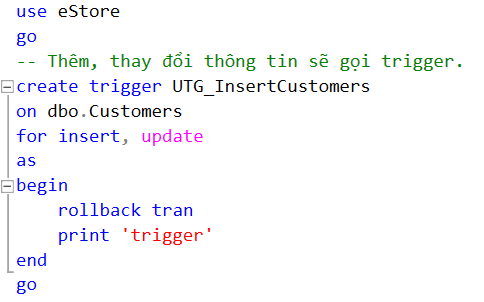 use eStore
go
-- Thêm, thay đổi thông tin sẽ gọi trigger.
create trigger UTG_InsertCustomers
on dbo.Customers
for insert, update
as
begin
    rollback tran
    print 'trigger'
end
go